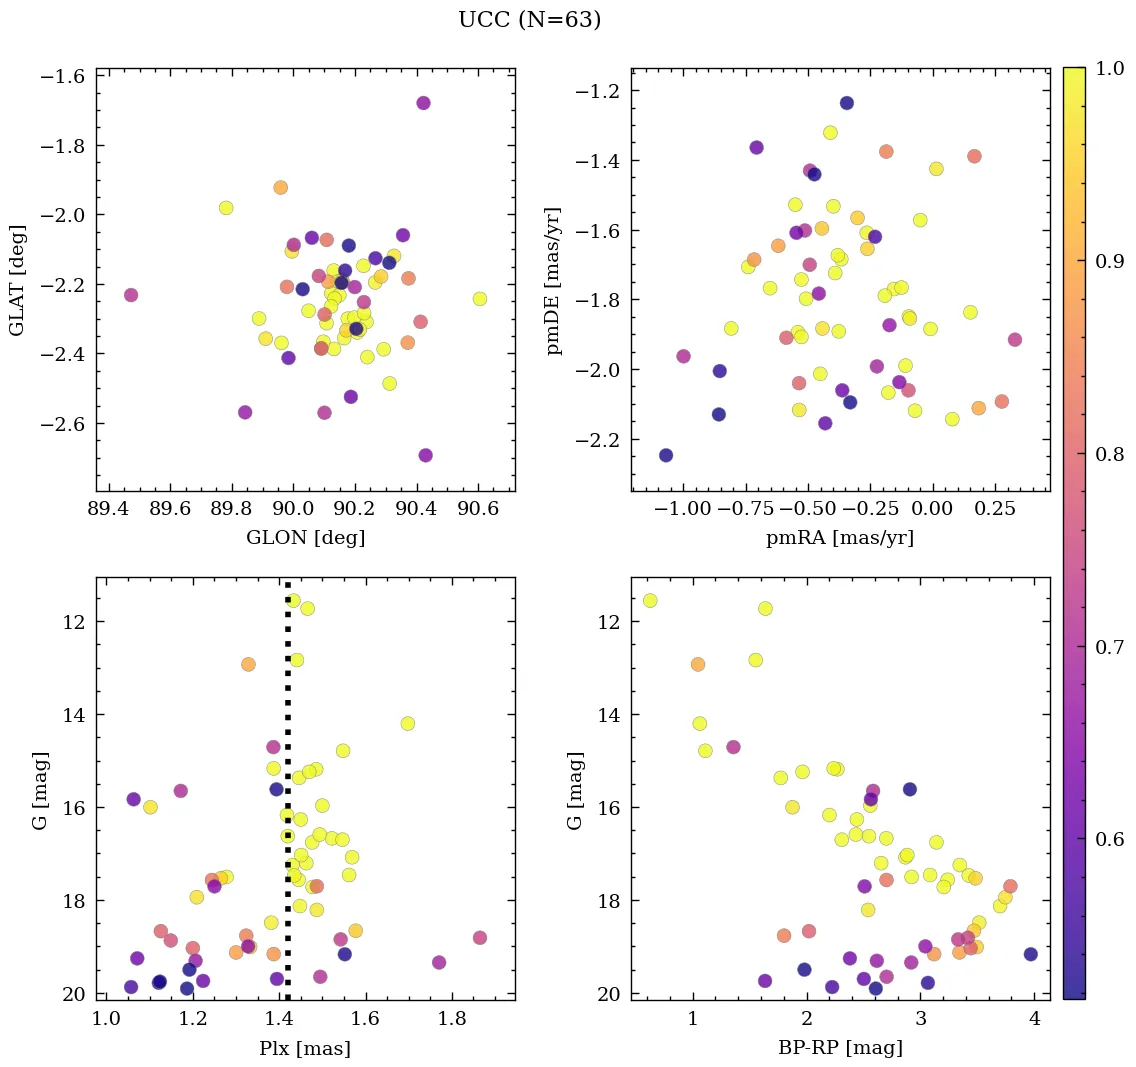 UCC (N=63)
−1.6
−1.8
−2.0
−2.2
−2.4
−2.6
GLAT [deg]
89.4 89.6 89.8 90.0 90.2 90.4 90.6
GLON [deg]
−1.2
−1.4
−1.6
−1.8
−2.0
−2.2
pmDE [mas/yr]
−1.00 −0.75 −0.50 −0.25 0.00 0.25
pmRA [mas/yr]
12
14
16
18
20
G [mag]
1.0 1.2 1.4 1.6 1.8
Plx [mas]
12
14
16
18
20
G [mag]
1 2 3 4
BP-RP [mag]
1.0
0.9
0.8
0.7
0.6